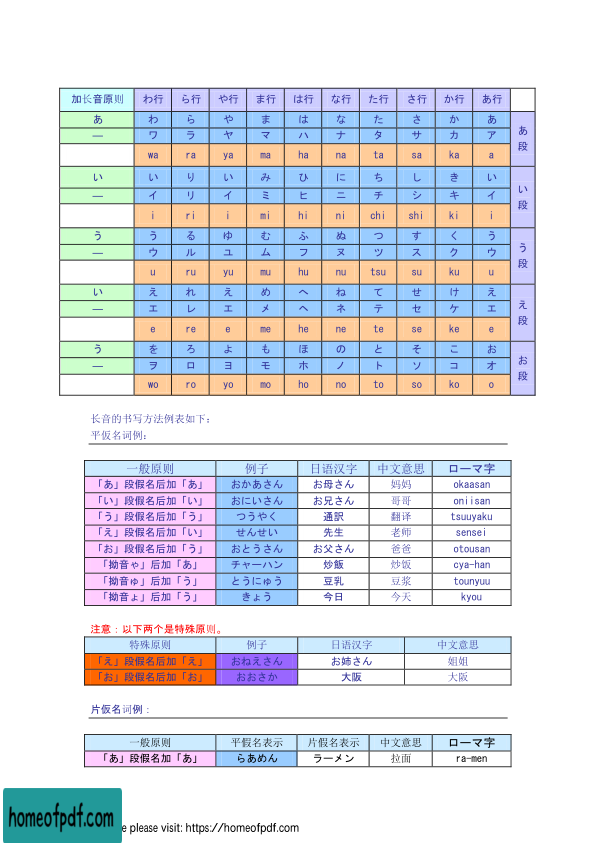 加长音原则 わ行 ら行 や行 ま行 は行 な行 た行 さ行 か行 あ行
あ わ ら や ま は な た さ か あ あ段
— ワ ラ ヤ マ ハ ナ タ サ カ ア
wa ra ya ma ha na ta sa ka a
い い り い み ひ に ち し き い い段
— イ リ イ ミ ヒ ニ チ シ キ イ
i ri i mi hi ni chi shi ki i
う う る ゆ む ふ ぬ つ す く う う段
— ウ ル ユ ム フ ヌ ツ ス ク ウ
u ru yu mu hu nu tsu su ku u
い え れ え め へ ね て せ け え え段
— エ レ エ メ ヘ ネ テ セ ケ エ
e re e me he ne te se ke e
う を ろ よ も ほ の と そ こ お お段
— ヲ ロ ヨ モ ホ ノ ト ソ コ オ
wo ro yo mo ho no to so ko o
长音的书写方法例表如下：
平仮名词例：
一般原则 例子 日语汉字 中文意思 ローマ字
「あ」段假名后加「あ」 おかあさん お母さん 妈妈 okaasan
「い」段假名后加「い」 おにいさん お兄さん 哥哥 oniisan
「う」段假名后加「う」 つうやく 通訳 翻译 tsuuyaku
「え」段假名后加「い」 せんせい 先生 老师 sensei
「お」段假名后加「う」 おとうさん お父さん 爸爸 otousan
「拗音ゃ」后加「あ」 チャーハン 炒飯 炒饭 cya-han
「拗音ゅ」后加「う」 とうにゅう 豆乳 豆浆 tounyuu
「拗音ょ」后加「う」 きょう 今日 今天 kyou
注意：以下两个是特殊原则。
特殊原则 例子 日语汉字 中文意思
「え」段假名后加「え」 おねえさん お姉さん 姐姐
「お」段假名后加「お」 おおさか 大阪 大阪
片仮名词例：
一般原则 平假名表示 片假名表示 中文意思 ローマ字
「あ」段假名加「あ」 らあめん ラーメン 拉面 ra-men
homeofpdf.com
e please visit: https://homeofpdf.com